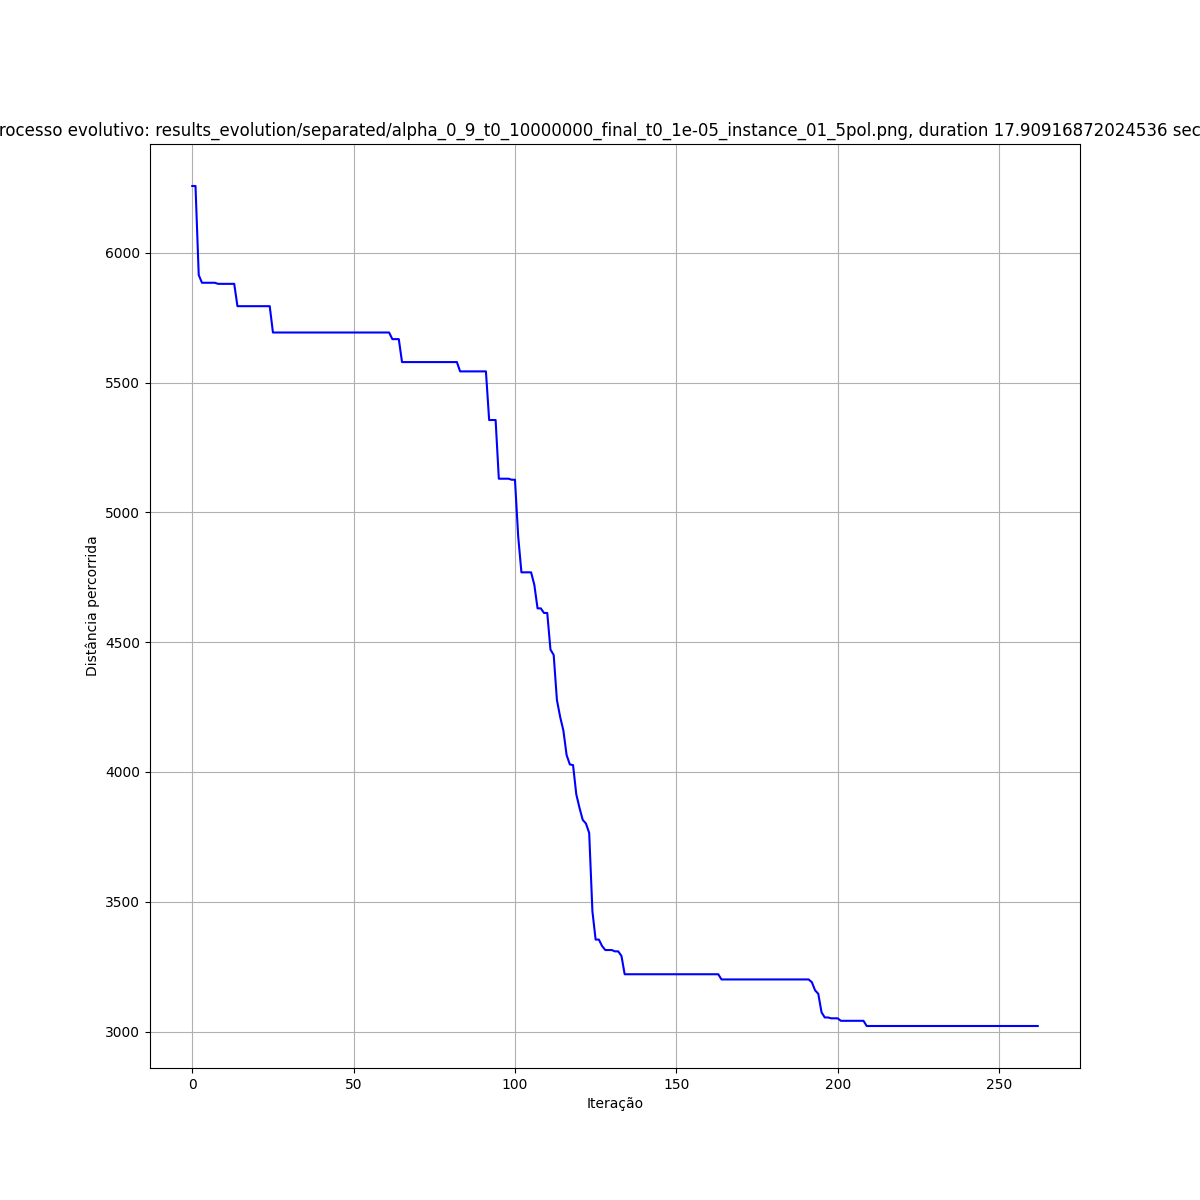 rocesso evolutivo: results_evolution/separated/alpha_0_9_t0_10000000_final_t0_1e-05_instance_01_5pol.png, duration 17.90916872024536 sec
6000
5500
5000
4500
4000
3500
3000
Distância percorrida
0 50 100 150 200 250
Iteração